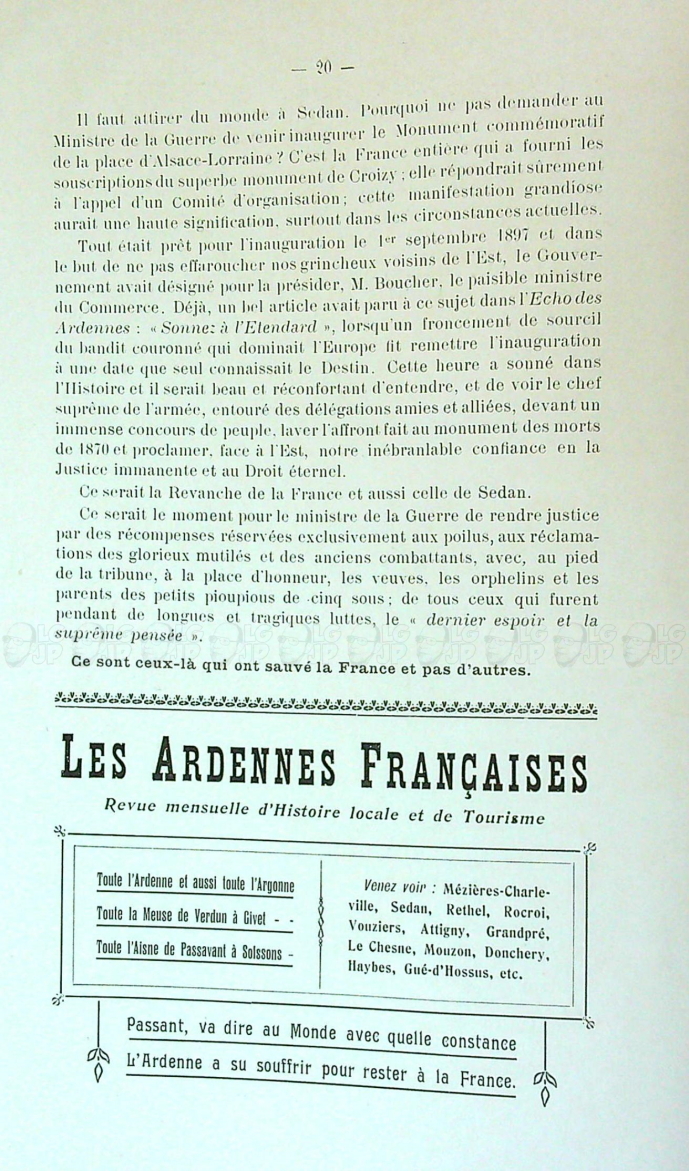 — 20 —
Il faut attirer du monde à Sedan. Pourquoi ne pas demander au
Ministre de la Guerre de venir inaugurer le Monument commémoratif
de la place d'Alsace-Lorraine ? C'est la France entière qui a fourni les
souscriptions du superbe monument de Croizy ; elle répondrait sûrement
à l'appel d'un Comité d'organisation ; cette manifestation grandiose
aurait une haute signification, surtout dans les circonstances actuelles.
Tout était prêt pour l'inauguration le 1er septembre 1897 et dans
le but de ne pas effaroucher nos grincheux voisins de l'Est, le Gouver-
nement avait désigné pour la présider, M. Boucher, le paisible ministre
du Commerce. Déjà, un bel article avait paru à ce sujet dans l'Echo des
Ardennes : « Sonnez à l'Etendard », lorsqu'un froncement de sourcil
du bandit couronné qui dominait l'Europe fit remettre l'inauguration
à une date que seul connaissait le Destin. Cette heure a sonné dans
l'Histoire et il serait beau et réconfortant d'entendre, et de voir le chef
suprême de l'armée, entouré des délégations amies et alliées, devant un
immense concours de peuple, laver l'affront fait au monument des morts
de 1870 et proclamer, face à l'Est, notre inébranlable confiance en la
Justice immanente et au Droit éternel.
Ce serait la Revanche de la France et aussi celle de Sedan.
Ce serait le moment pour le ministre de la Guerre de rendre justice
par des récompenses réservées exclusivement aux poilus, aux réclama-
tions des glorieux mutilés et des anciens combattants, avec, au pied
de la tribune, à la place d'honneur, les veuves, les orphelins et les
parents des petits pioupious de cinq sous ; de tous ceux qui furent
pendant de longues et tragiques luttes, le « dernier espoir et la
suprême pensée ».
Ce sont ceux-là qui ont sauvé la France et pas d'autres.
LES ARDENNES FRANÇAISES
Revue mensuelle d'Histoire locale et de Tourisme
Toute l'Ardenne et aussi toute l'Argonne
Toute la Meuse de Verdun à Givet - -
Toute l'Aisne de Passavant à Soissons -
Venez voir : Mézières-Charle-
ville, Sedan, Rethel, Rocroi,
Vouziers, Attigny, Grandpré,
Le Chesne, Mouzon, Donchery,
Haybes, Gué-d'Hossus, etc.
Passant, va dire au Monde avec quelle constance
L'Ardenne a su souffrir pour rester à la France.